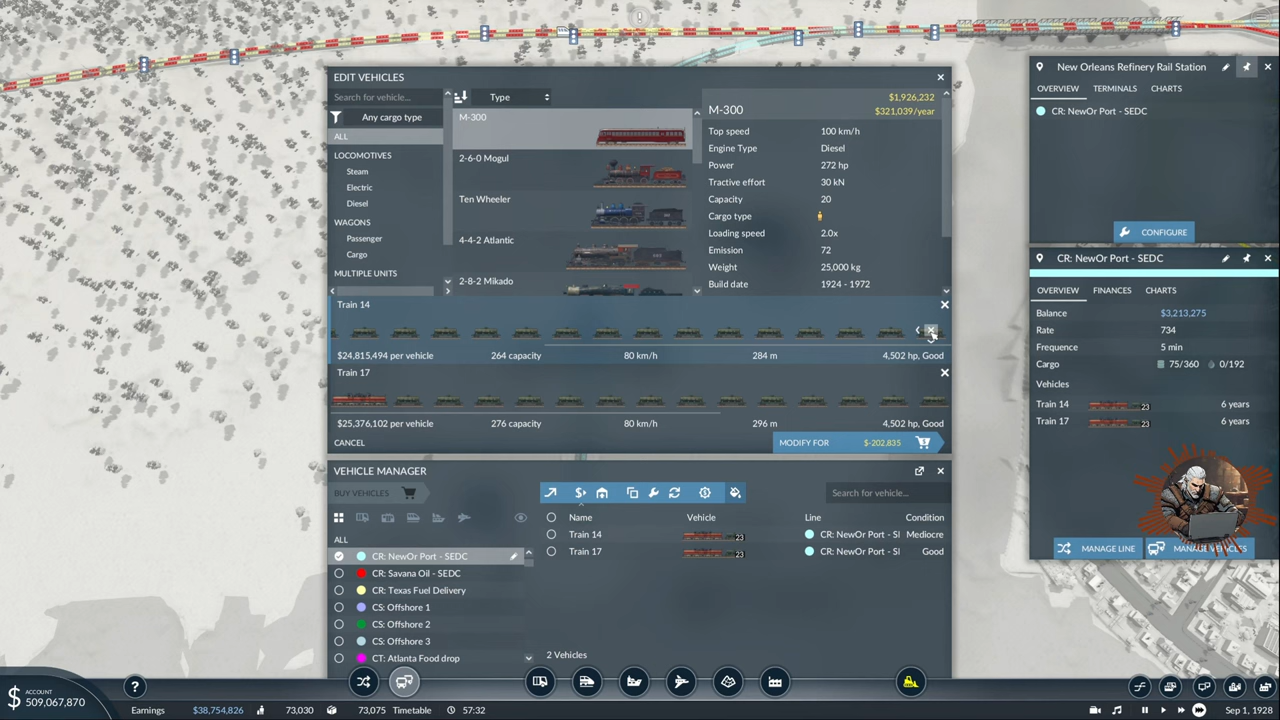 EDIT VEHICLES
Search for vehicle...
Type
Any cargo type
ALL
LOCOMOTIVES
Steam
Electric
Diesel
WAGONS
Passenger
Cargo
MULTIPLE UNITS
M-300
2-6-0 Mogul
Ten Wheeler
4-4-2 Atlantic
2-8-2 Mikado
M-300
$1,926,232
$321,039/year
Top speed 100 km/h
Engine Type Diesel
Power 272 hp
Tractive effort 30 kN
Capacity 20
Cargo type
Loading speed 2.0x
Emission 72
Weight 25,000 kg
Build date 1924 - 1972
Train 14
$24,815,494 per vehicle 264 capacity 80 km/h 284 m 4,502 hp, Good
Train 17
$25,376,102 per vehicle 276 capacity 80 km/h 296 m 4,502 hp, Good
CANCEL
MODIFY FOR $-202,835
VEHICLE MANAGER
BUY VEHICLES
Search for vehicle...
ALL
CR: NewOr Port - SEDC
CR: Savana Oil - SEDC
CR: Texas Fuel Delivery
CS: Offshore 1
CS: Offshore 2
CS: Offshore 3
CT: Atlanta Food drop
Name Vehicle Line Condition
Train 14 23 CR: NewOr Port - SI Mediocre
Train 17 23 CR: NewOr Port - SI Good
2 Vehicles
New Orleans Refinery Rail Station
OVERVIEW TERMINALS CHARTS
CR: NewOr Port - SEDC
CONFIGURE
CR: NewOr Port - SEDC
OVERVIEW FINANCES CHARTS
Balance $3,213,275
Rate 734
Frequence 5 min
Cargo 75/360 0/192
Vehicles
Train 14 23 6 years
Train 17 23 6 years
MANAGE LINE
MANAGE VEHICLES
ACCOUNT
$ 509,067,870
?
Earnings $38,754,826 73,030 73,075 Timetable 57:32
Sep 1, 1928